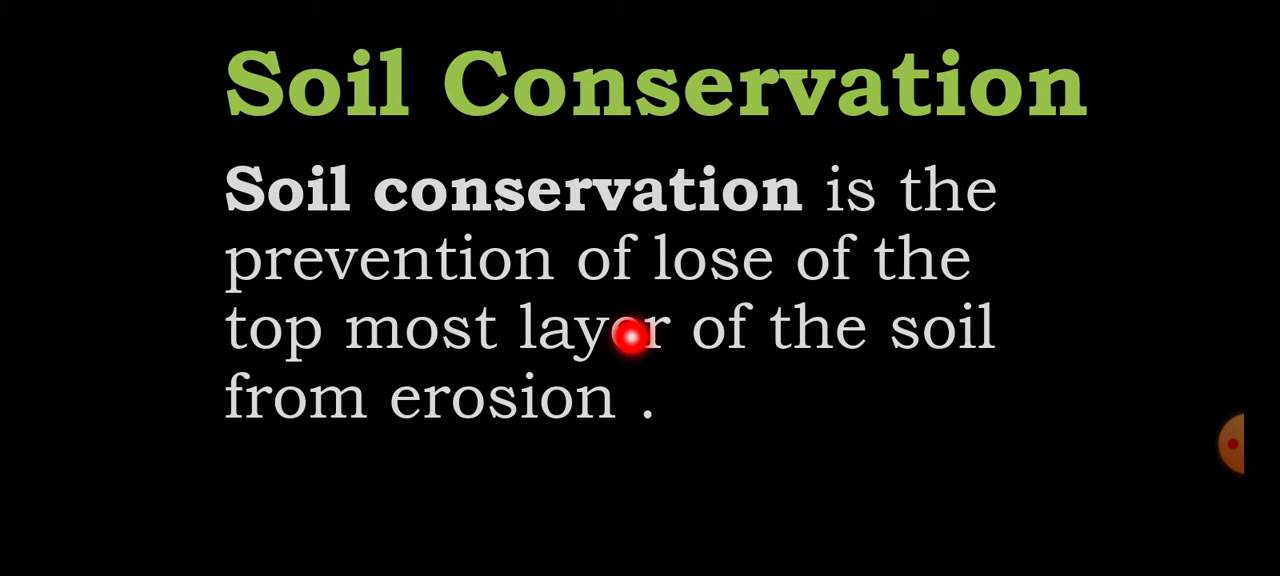 Soil Conservation
Soil conservation is the
prevention of lose of the
top most layer of the soil
from erosion .